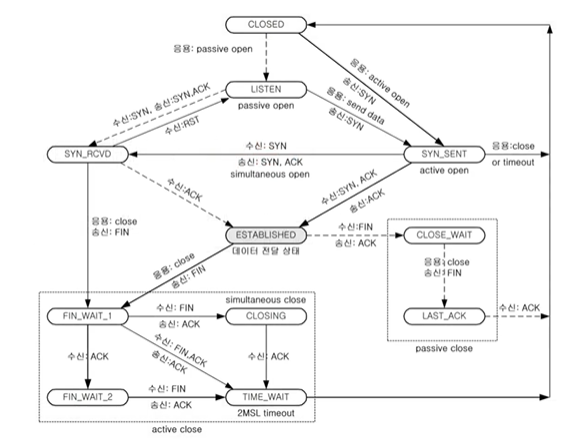 CLOSED
응용: passive open
응용: active open
송신:SYN
LISTEN
passive open
수신:SYN, 송신:SYN,ACK
수신:RST
응용: send data
송신:SYN
SYN_RCVD
수신: SYN
송신: SYN, ACK
simultaneous open
SYN_SENT
active open
응용:close
or timeout
수신:ACK
수신:SYN, ACK
송신:ACK
응용: close
송신: FIN
ESTABLISHED
데이터 전달 상태
수신:FIN
송신: ACK
CLOSE_WAIT
응용: close
송신:FIN
LAST_ACK
수신: ACK
passive close
응용: close
송신: FIN
simultaneous close
FIN_WAIT_1
수신: FIN
송신: ACK
CLOSING
수신: ACK
수신: FIN,ACK
송신:ACK
수신: ACK
FIN_WAIT_2
수신: FIN
송신: ACK
TIME_WAIT
2MSL timeout
active close